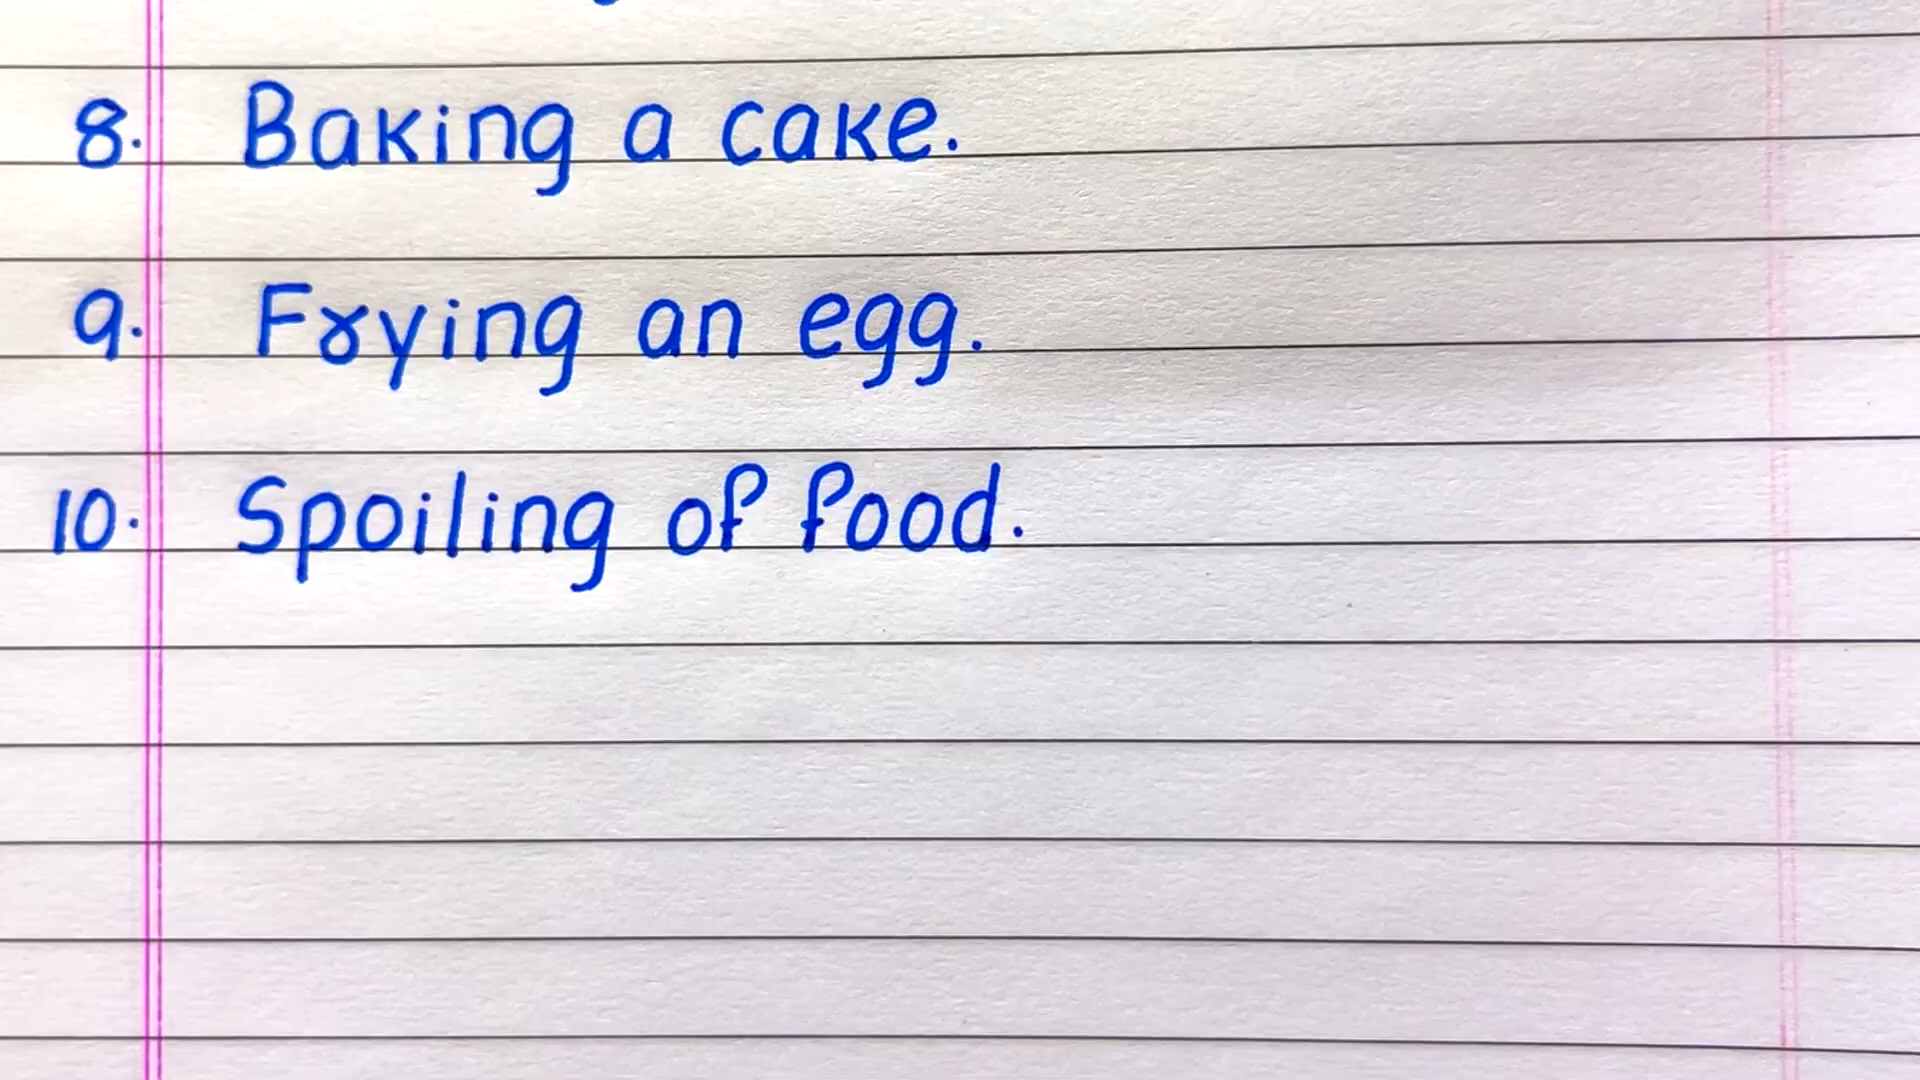 8. Baking a cake.
9. Frying an egg.
10. Spoiling of food.